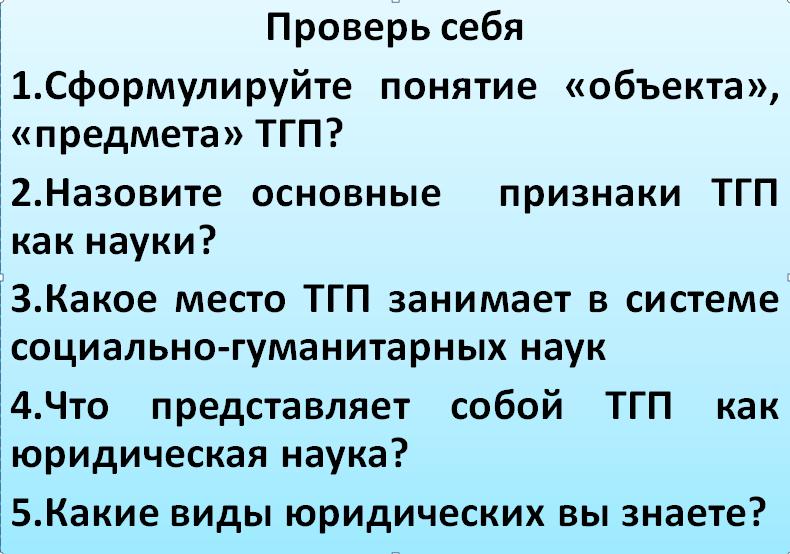 Проверь себя
1.Сформулируйте понятие «объекта»,
«предмета» ТГП?
2.Назовите основные признаки ТГП
как науки?
3.Какое место ТГП занимает в системе
социально-гуманитарных наук
4.Что представляет собой ТГП как
юридическая наука?
5.Какие виды юридических вы знаете?